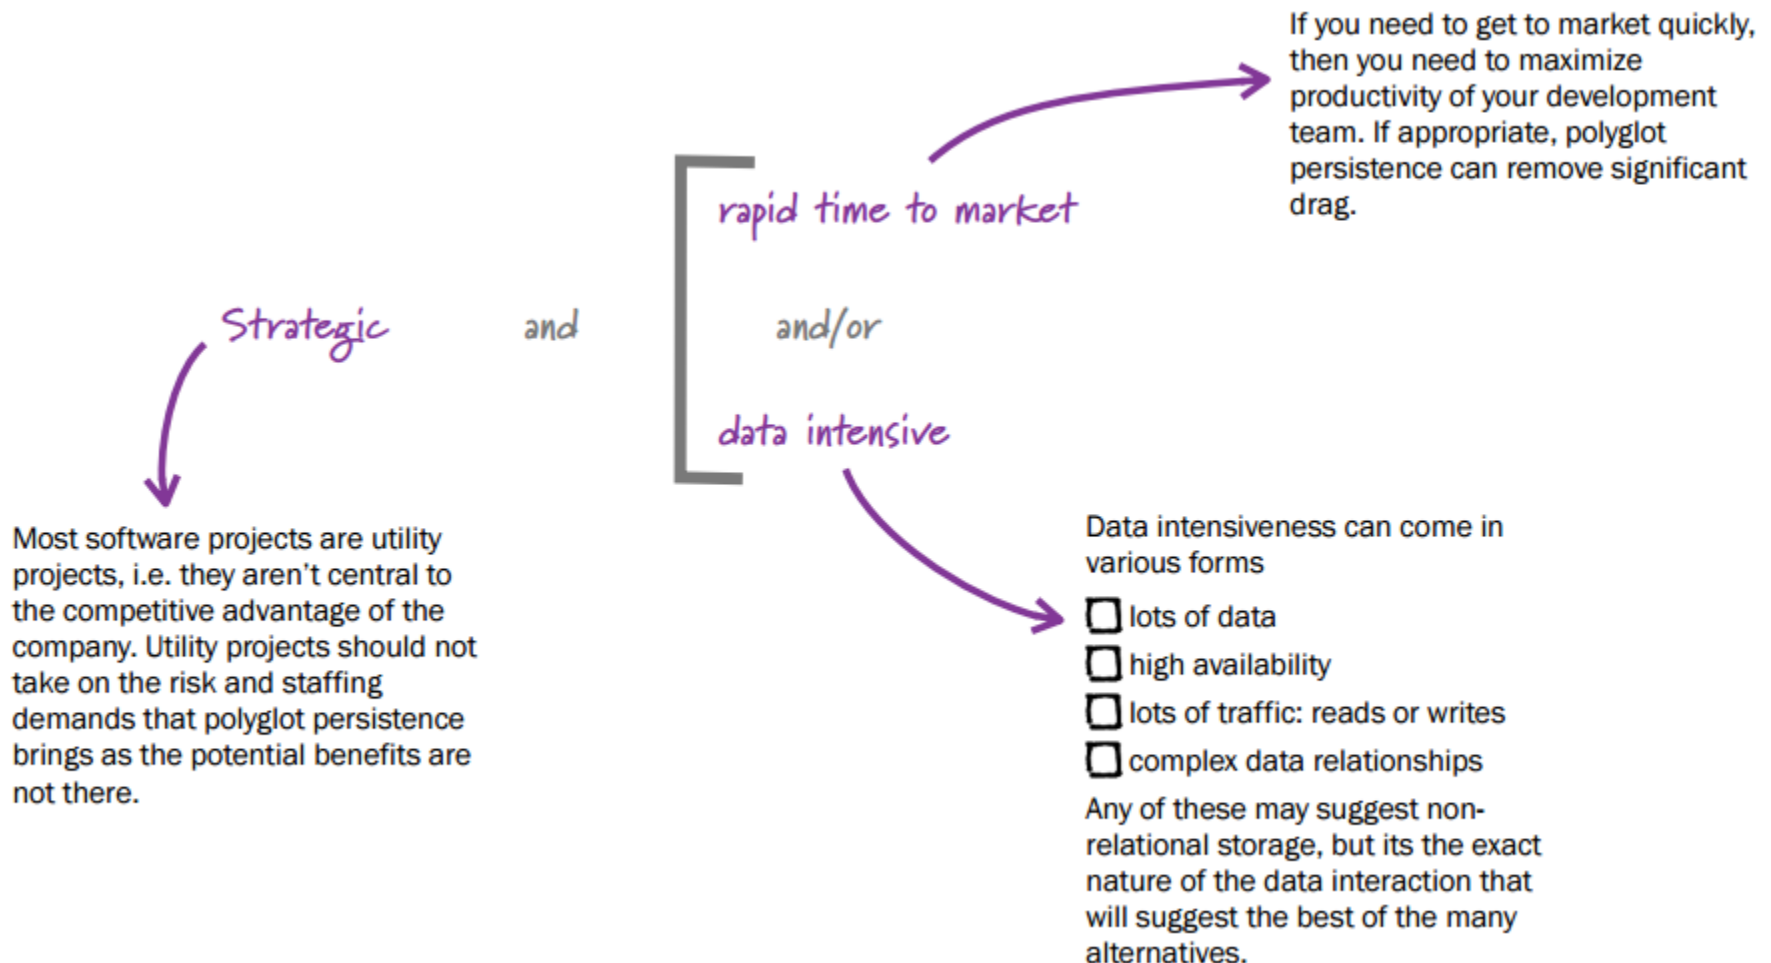 If you need to get to market quickly,
then you need to maximize
productivity of your development
team. If appropriate, polyglot
persistence can remove significant
drag.
rapid time to market
Strategic and and/or
data intensive
Most software projects are utility
projects, i.e. they aren't central to
the competitive advantage of the
company. Utility projects should not
take on the risk and staffing
demands that polyglot persistence
brings as the potential benefits are
not there.
Data intensiveness can come in
various forms
lots of data
high availability
lots of traffic: reads or writes
complex data relationships
Any of these may suggest non-
relational storage, but its the exact
nature of the data interaction that
will suggest the best of the many
alternatives.